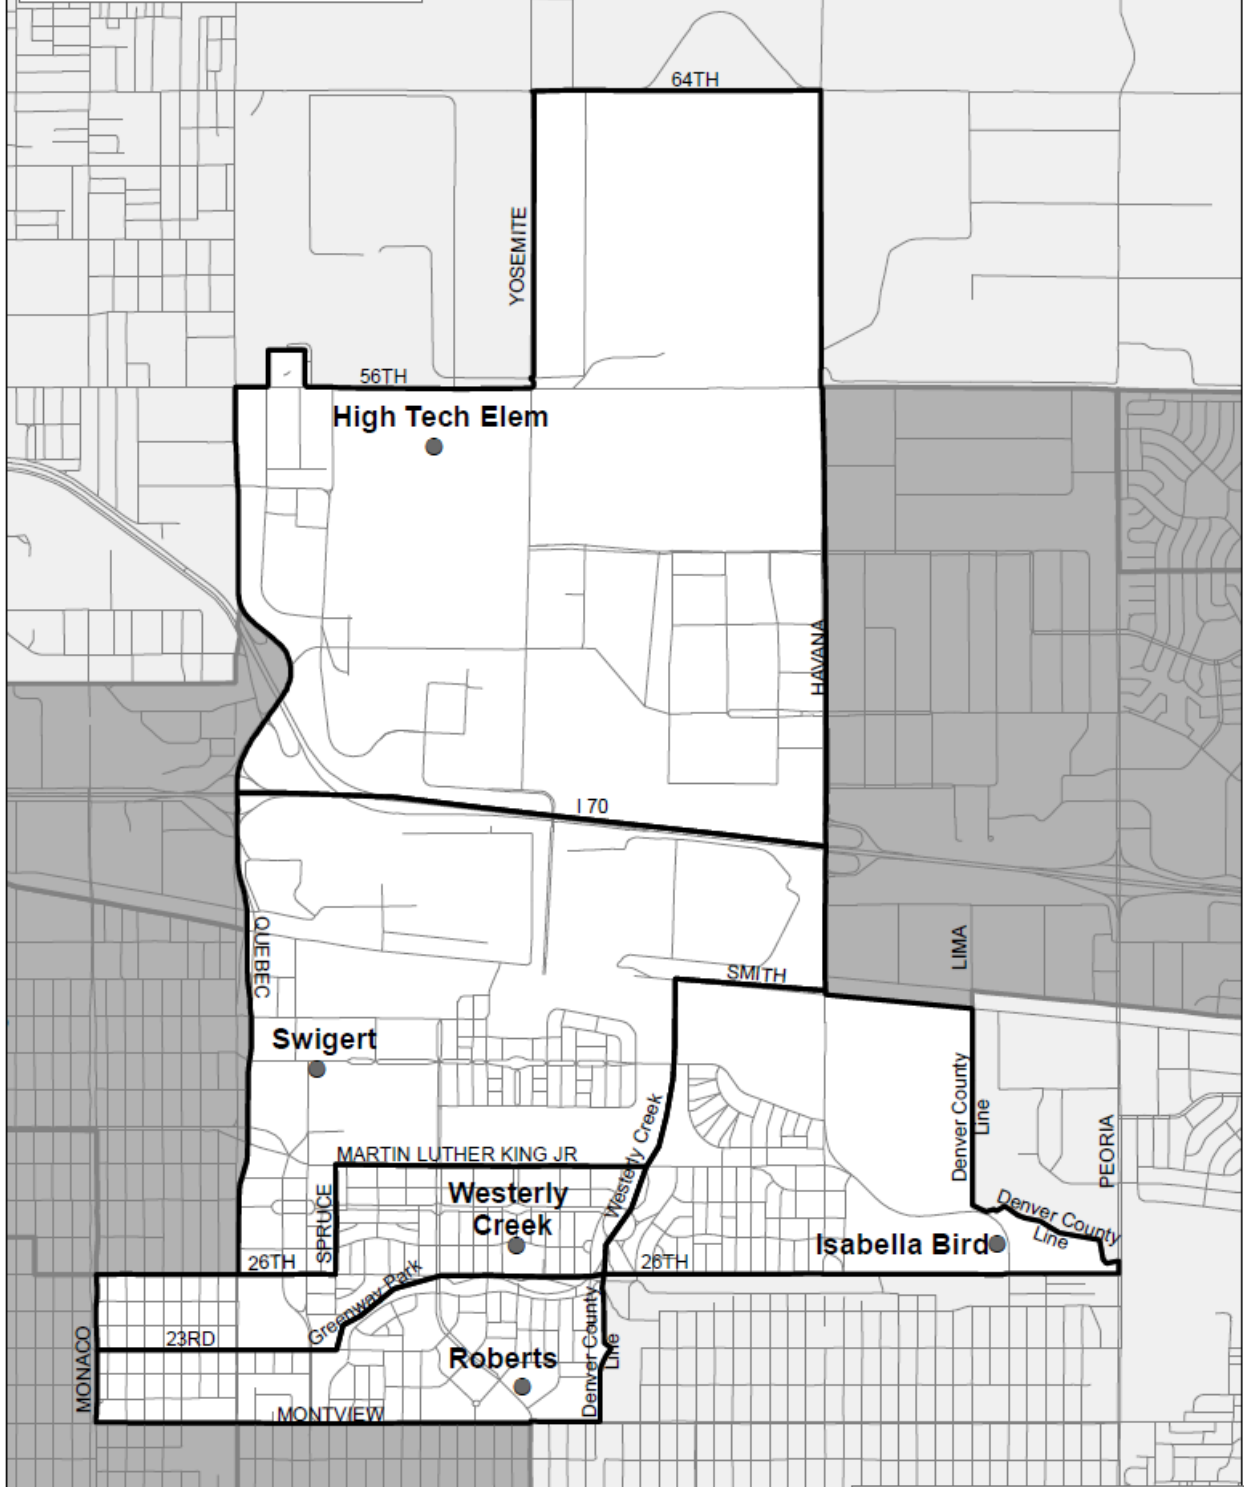 64TH
YOSEMITE
56TH
High Tech Elem
HAVANA
I 70
QUEBEC
LIMA
SMITH
Swigert
Denver County
Line
Westerly Creek
PEORIA
MARTIN LUTHER KING JR
SPRUCE
Westerly
Creek
Denver County
Line
Isabella Bird
26TH
26TH
Greenway Park
Denver County
Line
23RD
MONACO
Roberts
MONTVIEW